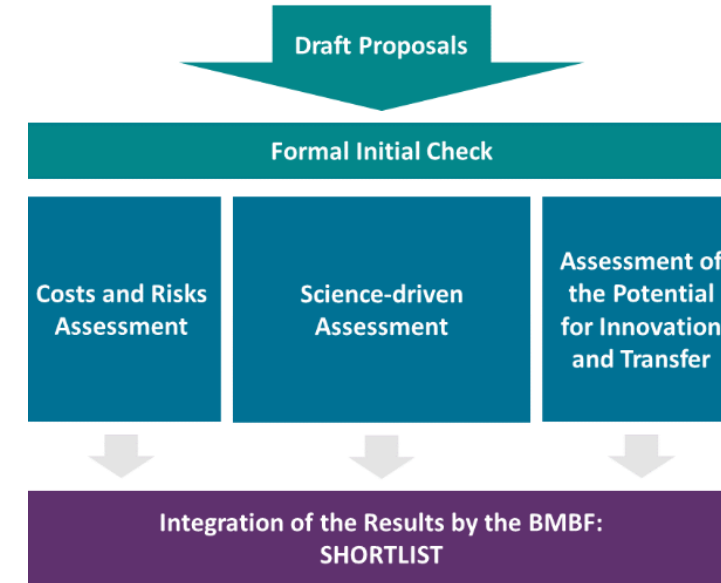 Draft Proposals
Formal Initial Check
Costs and Risks
Assessment
Science-driven
Assessment
Assessment of
the Potential
for Innovation
and Transfer
Integration of the Results by the BMBF:
SHORTLIST